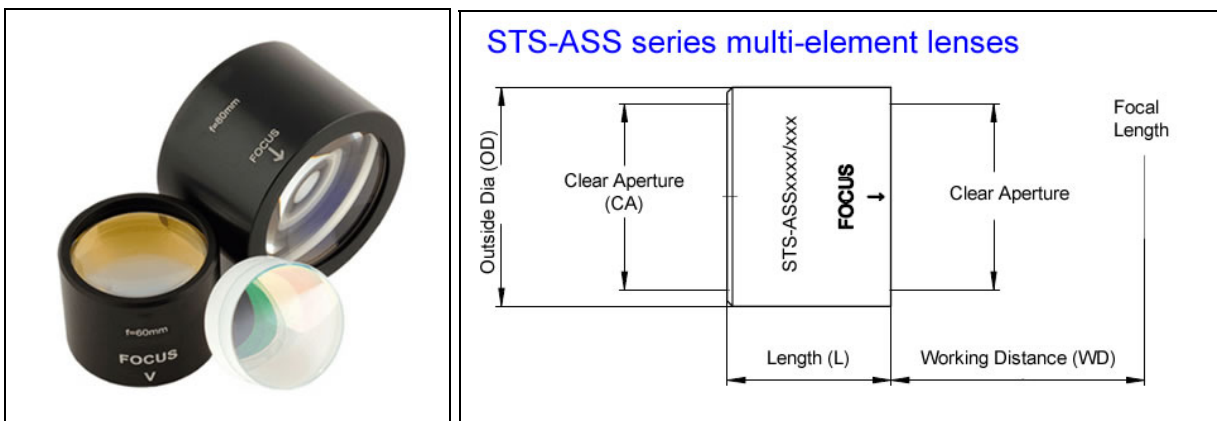 f=80mm
FOCUS
f=60mm
FOCUS
STS-ASS series multi-element lenses
Outside Dia (OD)
Clear Aperture
(CA)
STS-ASSxxxx/xxx
FOCUS
Clear Aperture
Focal
Length
Length (L)
Working Distance (WD)